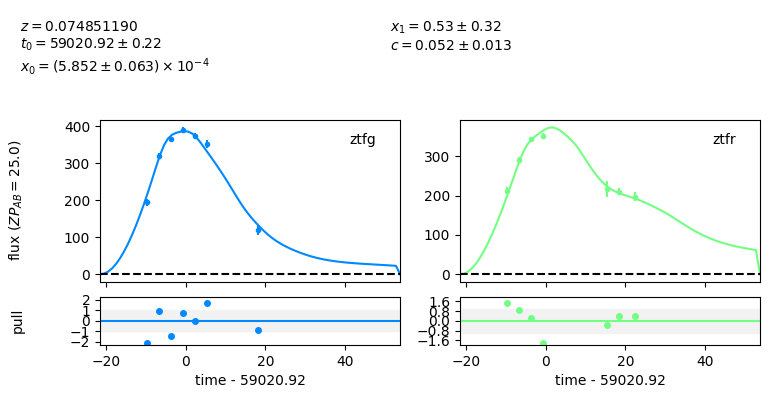 z = 0.074851190
t₀ = 59020.92 ± 0.22
x₀ = (5.852 ± 0.063) × 10⁻⁴
x₁ = 0.53 ± 0.32
c = 0.052 ± 0.013
flux (ZP_AB = 25.0)
400
300
200
100
0
ztfg
300
200
100
0
ztfr
pull
2
1
0
−1
−2
1.6
0.8
0.0
−0.8
−1.6
−20 0 20 40
−20 0 20 40
time - 59020.92
time - 59020.92